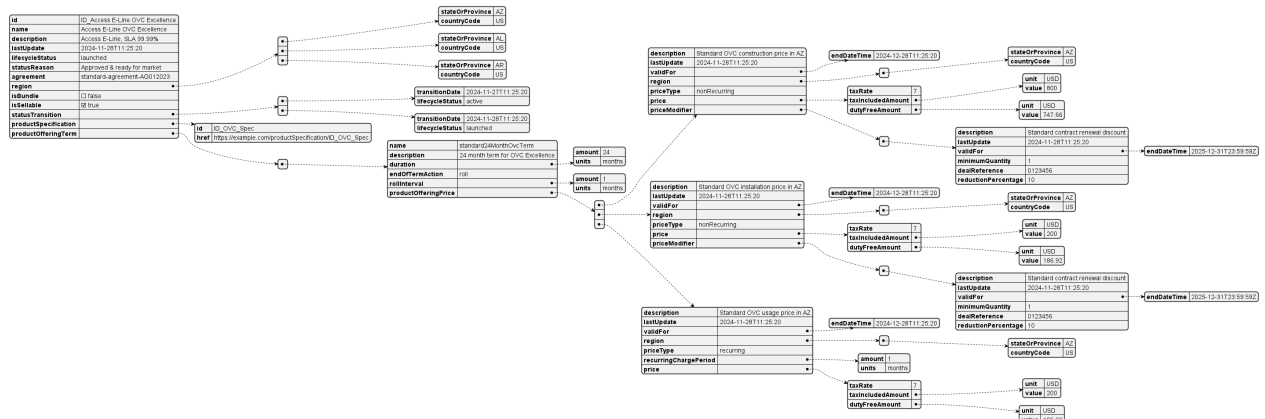 id ID_Access E-Line OVC Excellence
name Access E-Line OVC Excellence
description Access E-Line, SLA 99.99%
lastUpdate 2024-11-28T11:25:20
lifecycleStatus launched
statusReason Approved & ready for market
agreement standard-agreement-AG012023
region
isBundle ☐ false
isSellable ☑ true
statusTransition
productSpecification
productOfferingTerm
stateOrProvince AZ
countryCode US
stateOrProvince AL
countryCode US
stateOrProvince AR
countryCode US
transitionDate 2024-11-27T11:25:20
lifecycleStatus active
transitionDate 2024-11-28T11:25:20
lifecycleStatus launched
id ID_OVC_Spec
href https://example.com/productSpecification/ID_OVC_Spec
name standard24MonthOvcTerm
description 24 month term for OVC Excellence
duration
endOfTermAction roll
rollInterval
productOfferingPrice
amount 24
units months
amount 1
units months
description Standard OVC construction price in AZ
lastUpdate 2024-11-28T11:25:20
validFor
region
priceType nonRecurring
price
priceModifier
endDateTime 2024-12-28T11:25:20
stateOrProvince AZ
countryCode US
taxRate 7
taxIncludedAmount
dutyFreeAmount
unit USD
value 800
unit USD
value 747.66
description Standard contract renewal discount
lastUpdate 2024-11-28T11:25:20
validFor
minimumQuantity 1
dealReference 0123456
reductionPercentage 10
endDateTime 2025-12-31T23:59:59Z
description Standard OVC installation price in AZ
lastUpdate 2024-11-28T11:25:20
validFor
region
priceType nonRecurring
price
priceModifier
endDateTime 2024-12-28T11:25:20
stateOrProvince AZ
countryCode US
taxRate 7
taxIncludedAmount
dutyFreeAmount
unit USD
value 200
unit USD
value 186.92
description Standard contract renewal discount
lastUpdate 2024-11-28T11:25:20
validFor
minimumQuantity 1
dealReference 0123456
reductionPercentage 10
endDateTime 2025-12-31T23:59:59Z
description Standard OVC usage price in AZ
lastUpdate 2024-11-28T11:25:20
validFor
region
priceType recurring
recurringChargePeriod
price
endDateTime 2024-12-28T11:25:20
stateOrProvince AZ
countryCode US
amount 1
units months
taxRate 7
taxIncludedAmount
dutyFreeAmount
unit USD
value 200
unit USD